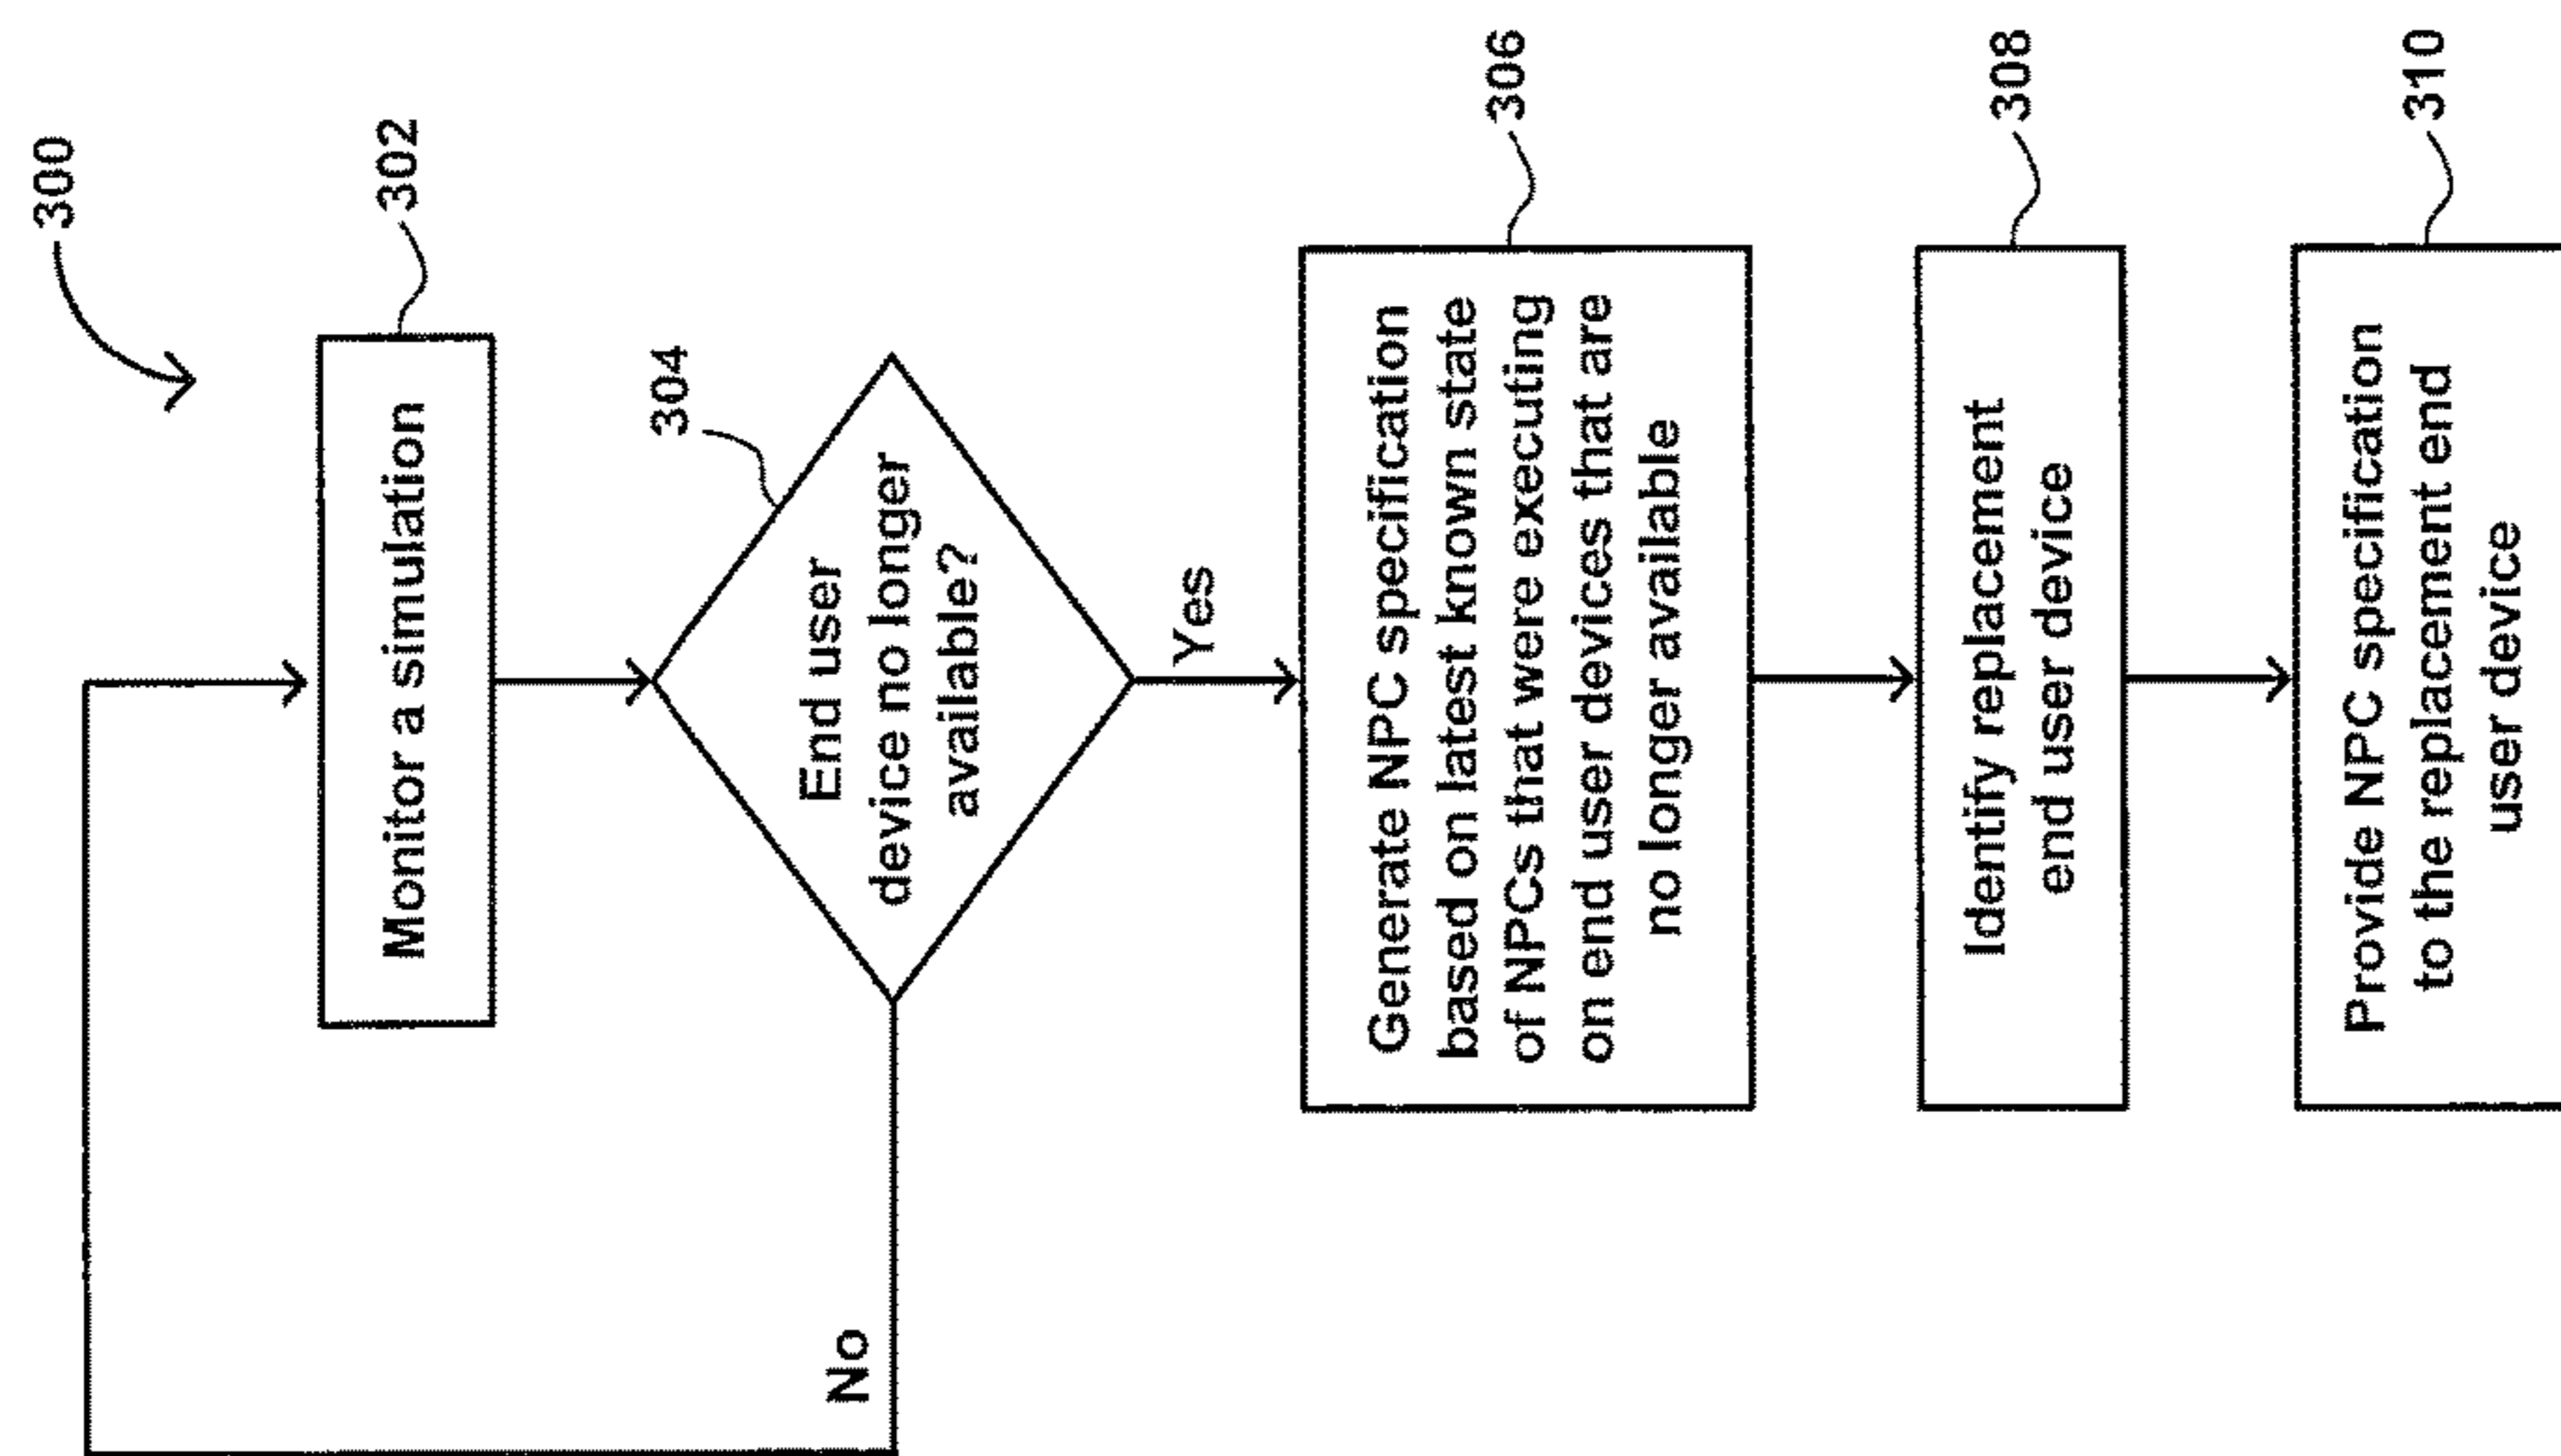 300
302
Monitor a simulation
304
End user
device no longer
available?
No
Yes
306
Generate NPC specification
based on latest known state
of NPCs that were executing
on end user devices that are
no longer available
308
Identify replacement
end user device
310
Provide NPC specification
to the replacement end
user device